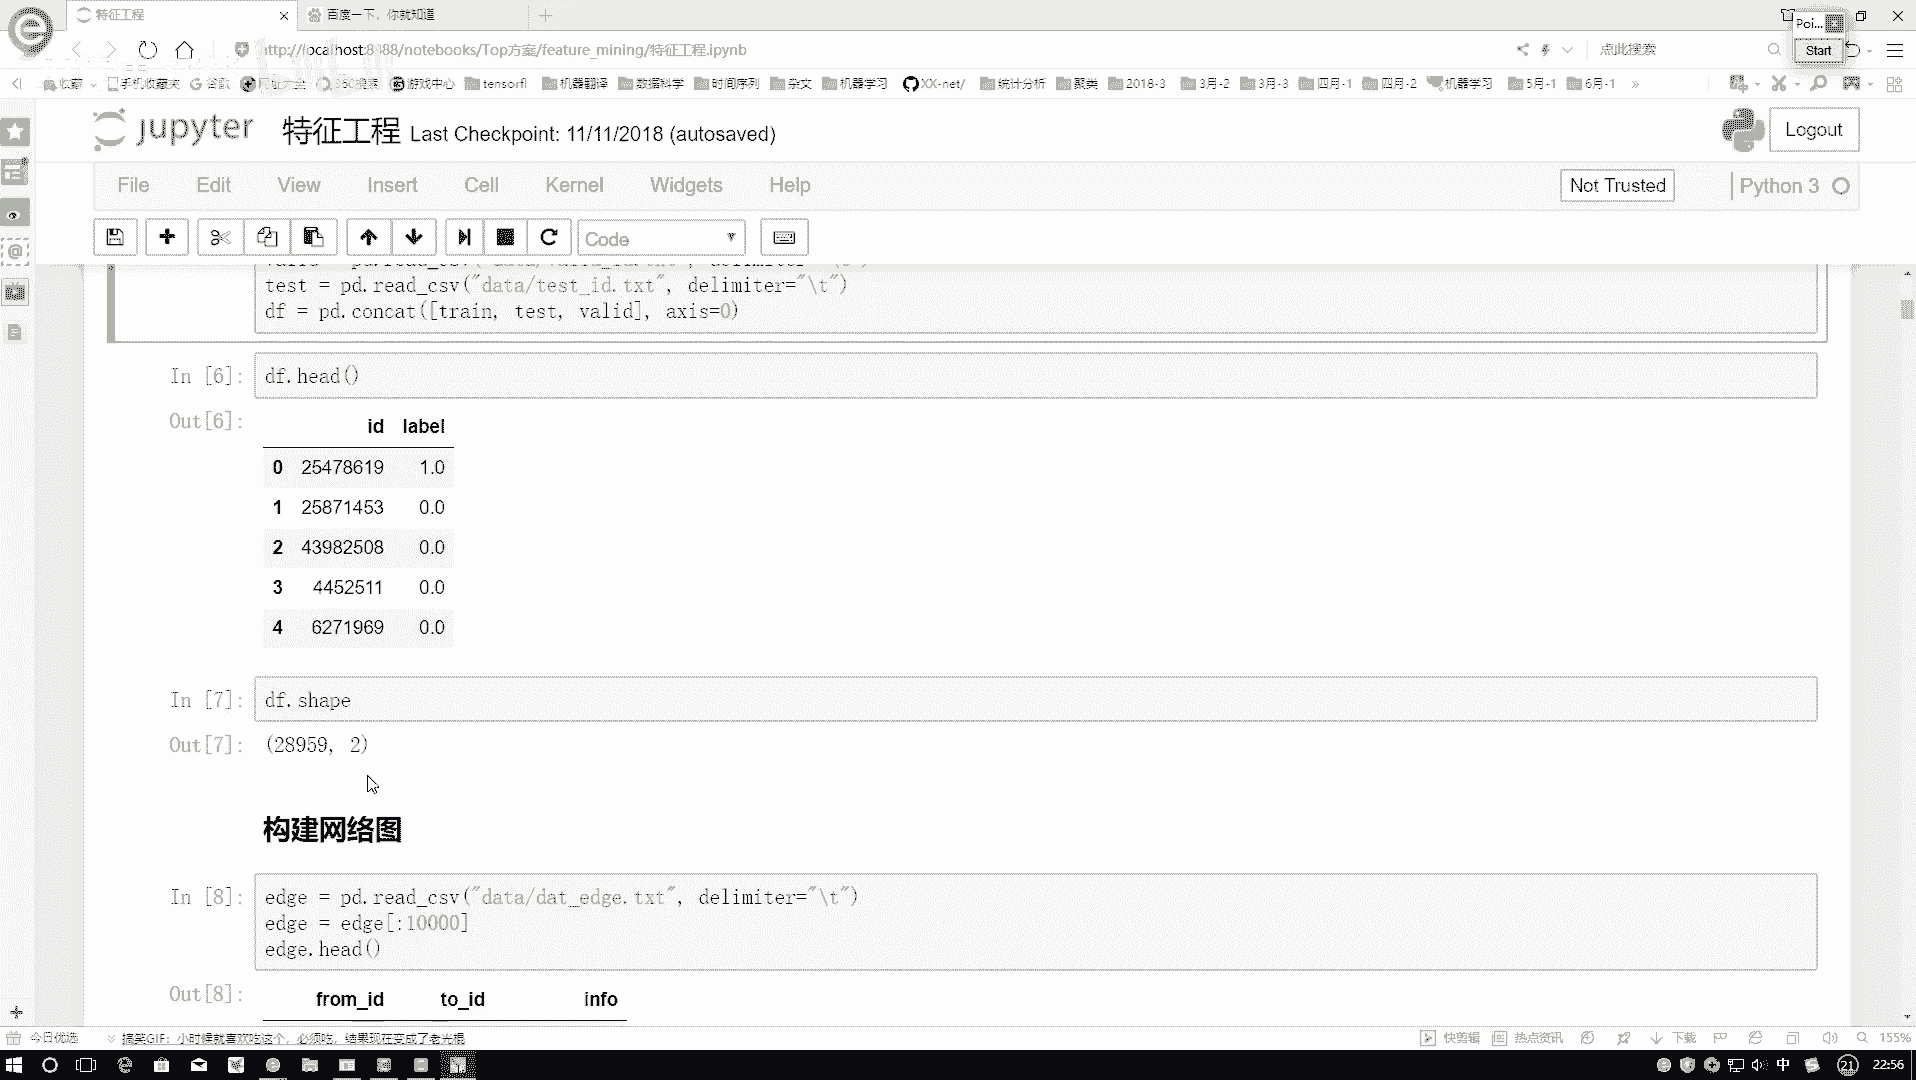 特征工程
百度一下，你就知道
Poi...
Start
http://localhost:8888/notebooks/Top方案/feature_mining/特征工程.ipynb
点此搜索
收藏 手机收藏夹 谷歌 网址大全 360搜索 游戏中心 tensorfl 机器翻译 数据科学 时间序列 杂文 机器学习 XX-net/ 统计分析 聚类 2018-3 3月-2 3月-3 四月-1 四月-2 机器学习 5月-1 6月-1 »
jupyter 特征工程 Last Checkpoint: 11/11/2018 (autosaved)
Logout
File Edit View Insert Cell Kernel Widgets Help
Not Trusted
Python 3
Code
test = pd.read_csv("data/test_id.txt", delimiter="\t")
df = pd.concat([train, test, valid], axis=0)
In [6]: df.head()
Out[6]:
id label
0 25478619 1.0
1 25871453 0.0
2 43982508 0.0
3 4452511 0.0
4 6271969 0.0
In [7]: df.shape
Out[7]: (28959, 2)
构建网络图
In [8]: edge = pd.read_csv("data/dat_edge.txt", delimiter="\t")
edge = edge[:10000]
edge.head()
Out[8]:
from_id to_id info
今日优选 搞笑GIF：小时候就喜欢吃这个，必须吃，结果现在变成了老光棍
快剪辑 热点资讯 下载 155%
中 21 22:56